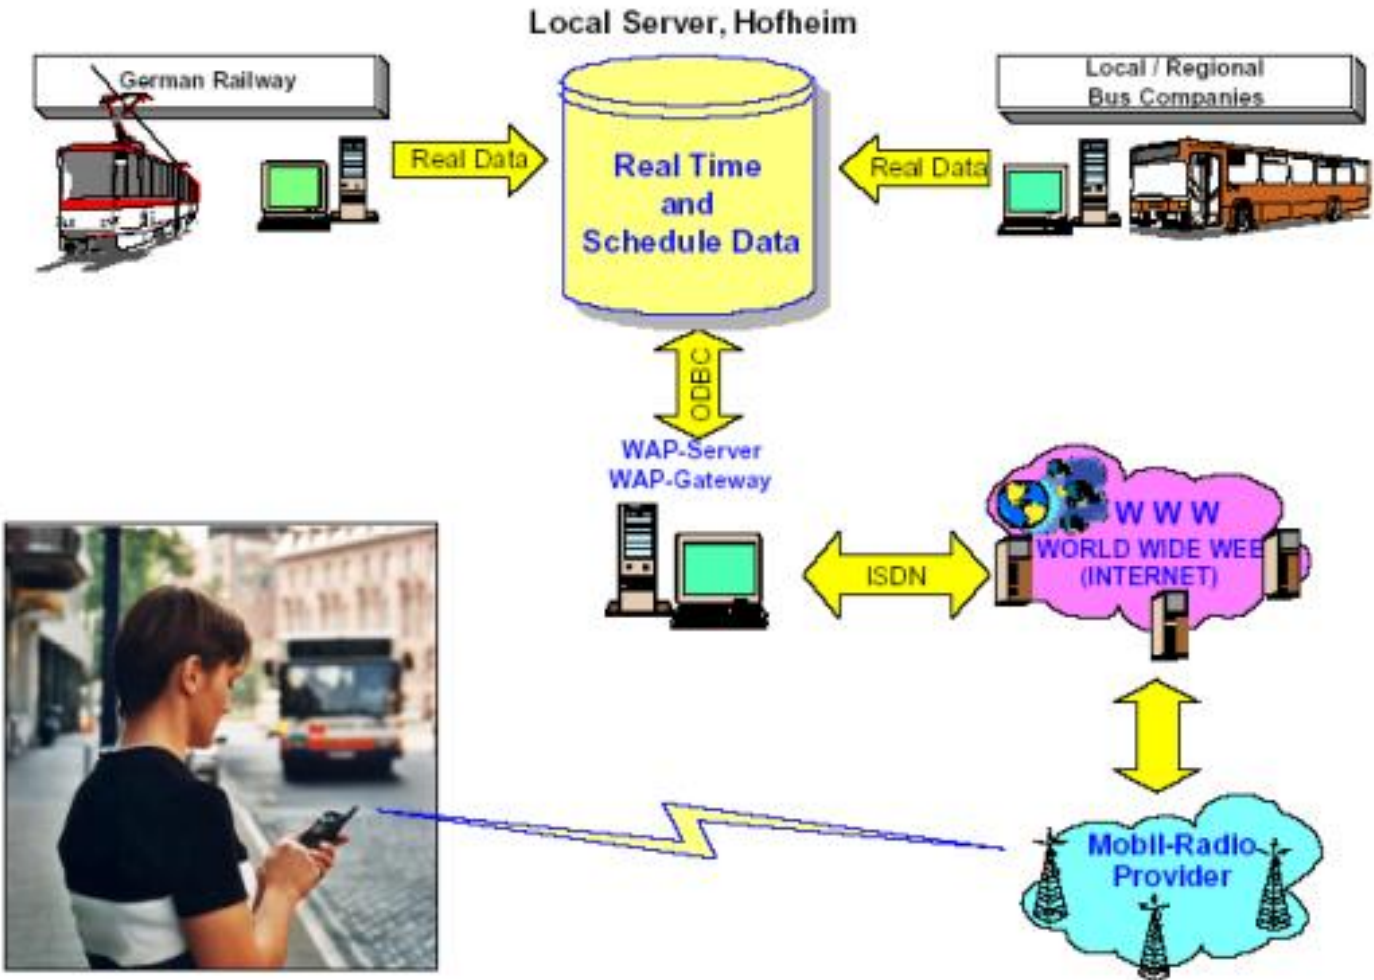 Local Server, Hofheim
German Railway
Local / Regional
Bus Companies
Real Data
Real Time
and
Schedule Data
Real Data
ODBC
WAP-Server
WAP-Gateway
W W W
WORLD WIDE WEB
(INTERNET)
ISDN
Mobil-Radio
Provider